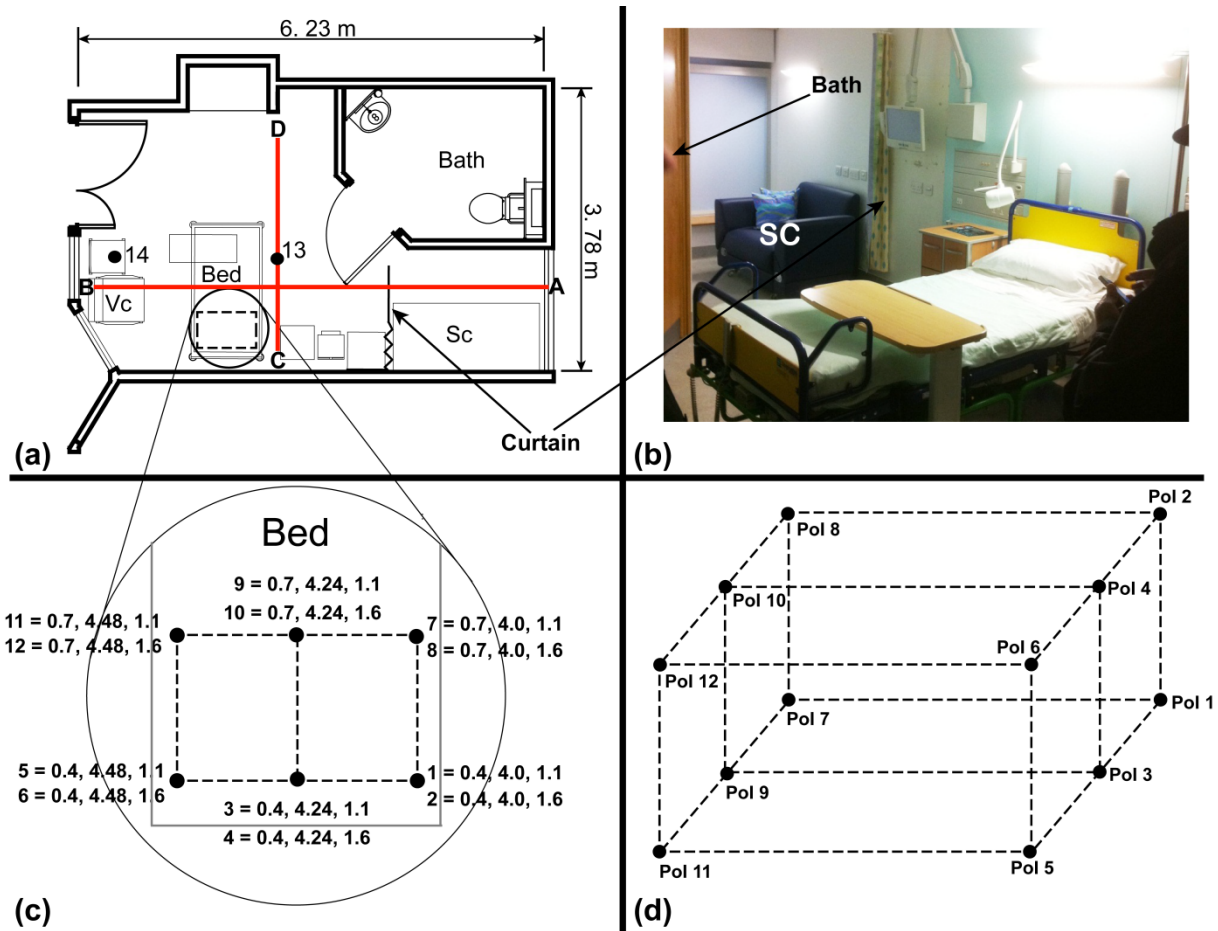 6. 23 m
D
8
Bath
3.78 m
13
14
Bed
B
A
Vc
Sc
C
Curtain
(a)
Bath
SC
(b)
Bed
9 = 0.7, 4.24, 1.1
10 = 0.7, 4.24, 1.6
11 = 0.7, 4.48, 1.1
12 = 0.7, 4.48, 1.6
7 = 0.7, 4.0, 1.1
8 = 0.7, 4.0, 1.6
5 = 0.4, 4.48, 1.1
6 = 0.4, 4.48, 1.6
1 = 0.4, 4.0, 1.1
2 = 0.4, 4.0, 1.6
3 = 0.4, 4.24, 1.1
4 = 0.4, 4.24, 1.6
(c)
Pol 2
Pol 8
Pol 4
Pol 10
Pol 6
Pol 12
Pol 1
Pol 7
Pol 3
Pol 9
Pol 11
Pol 5
(d)